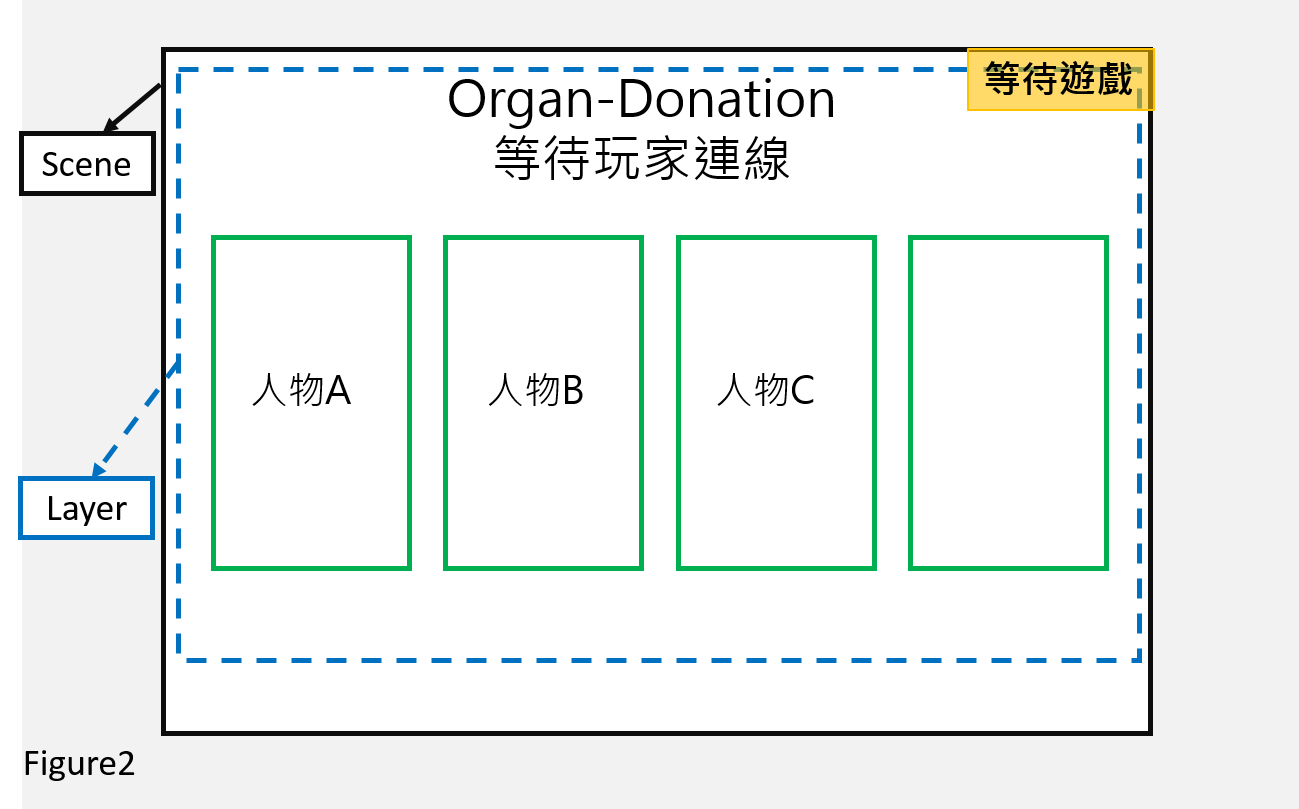 等待遊戲
Organ-Donation
等待玩家連線
Scene
人物A
人物B
人物C
Layer
Figure2